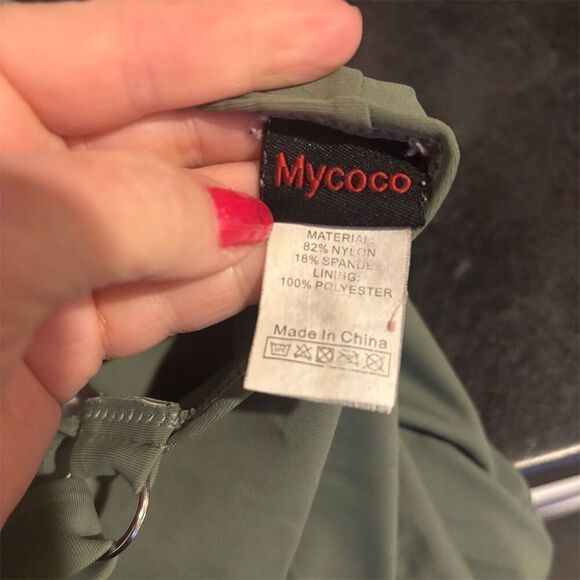 Mycoco
MATERIAL:
82% NYLON
18% SPANDEX
LINING:
100% POLYESTER
Made In China